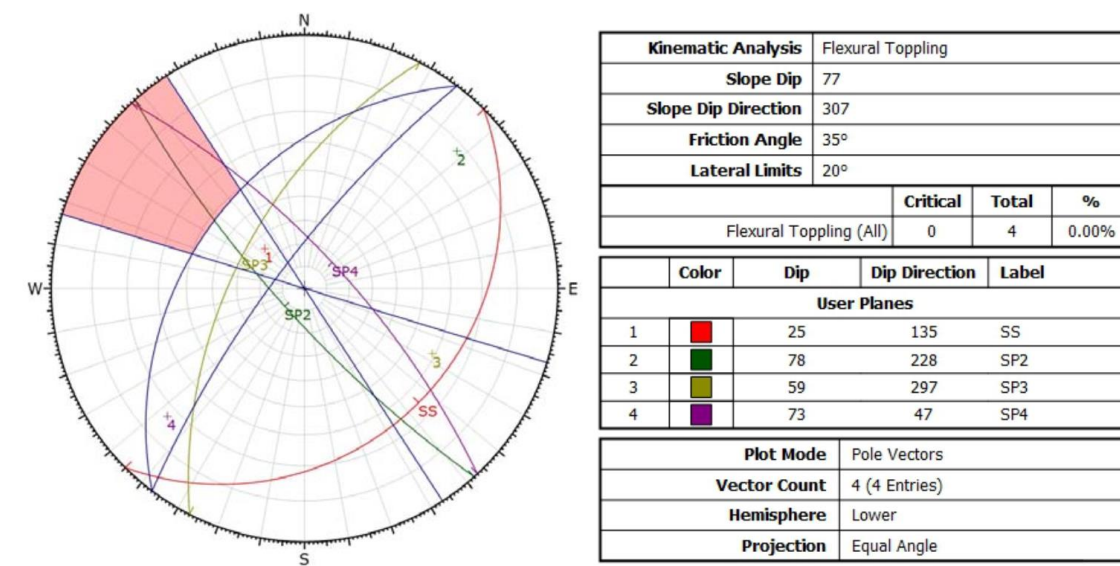 N
W
E
S
1
2
3
4
SP3
SP4
SP2
SS
Kinematic Analysis Flexural Toppling
Slope Dip 77
Slope Dip Direction 307
Friction Angle 35º
Lateral Limits 20º
Critical Total %
Flexural Toppling (All) 0 4 0.00%
Color Dip Dip Direction Label
User Planes
1 25 135 SS
2 78 228 SP2
3 59 297 SP3
4 73 47 SP4
Plot Mode Pole Vectors
Vector Count 4 (4 Entries)
Hemisphere Lower
Projection Equal Angle